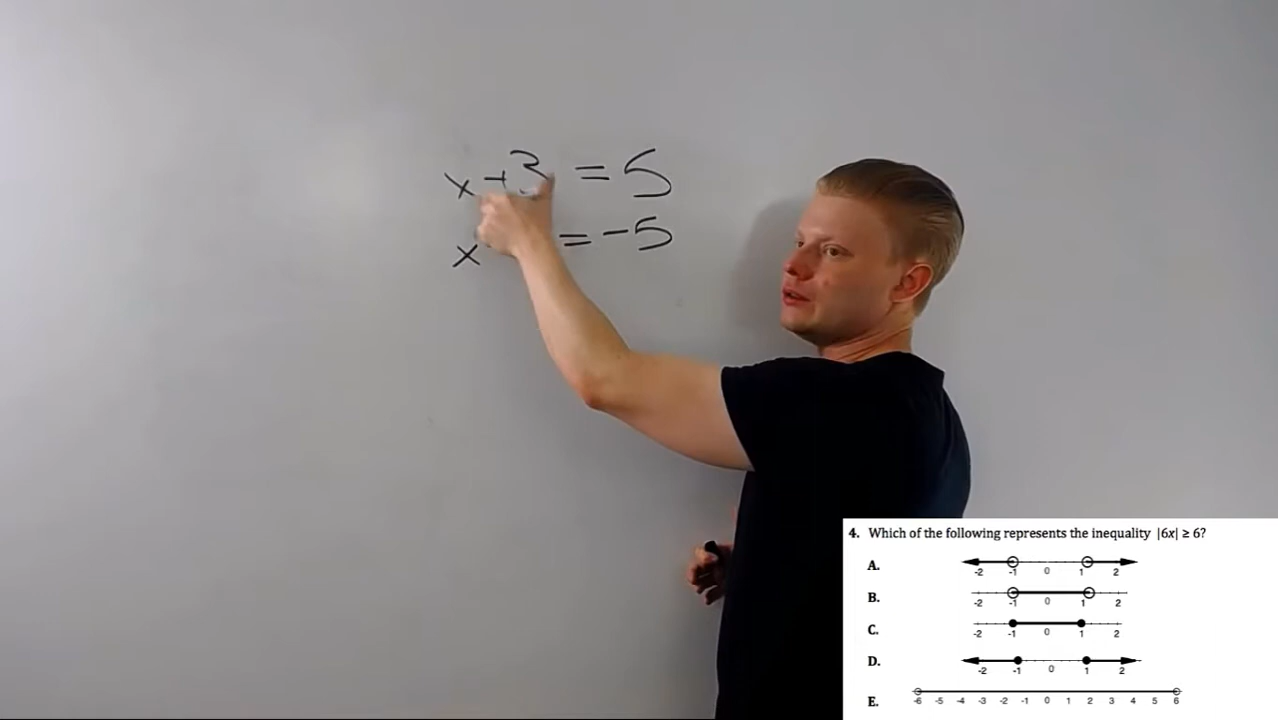 x+3 = 5
x = -5
4. Which of the following represents the inequality |6x| ≥ 6?
A.
-2 -1 0 1 2
B.
-2 -1 0 1 2
C.
-2 -1 0 1 2
D.
-2 -1 0 1 2
E.
-6 -5 -4 -3 -2 -1 0 1 2 3 4 5 6